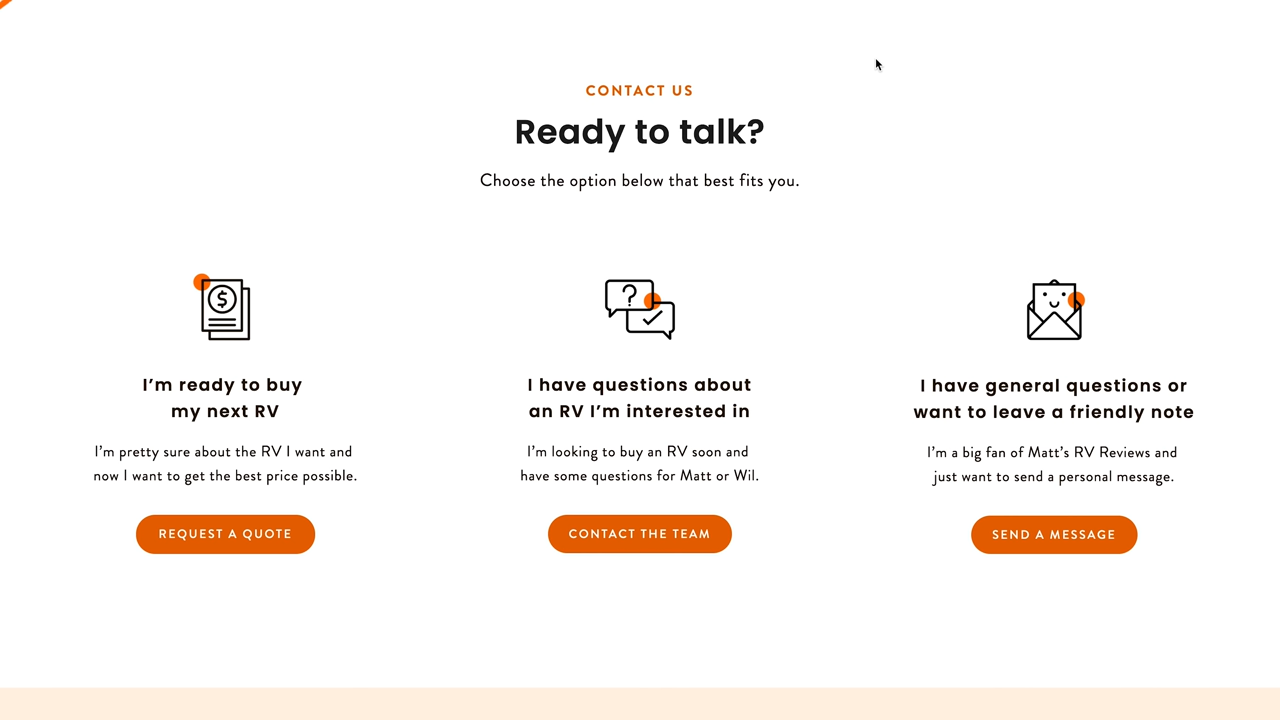 CONTACT US
Ready to talk?
Choose the option below that best fits you.
$
I’m ready to buy
my next RV
I’m pretty sure about the RV I want and
now I want to get the best price possible.
REQUEST A QUOTE
?
I have questions about
an RV I’m interested in
I’m looking to buy an RV soon and
have some questions for Matt or Wil.
CONTACT THE TEAM
I have general questions or
want to leave a friendly note
I’m a big fan of Matt’s RV Reviews and
just want to send a personal message.
SEND A MESSAGE